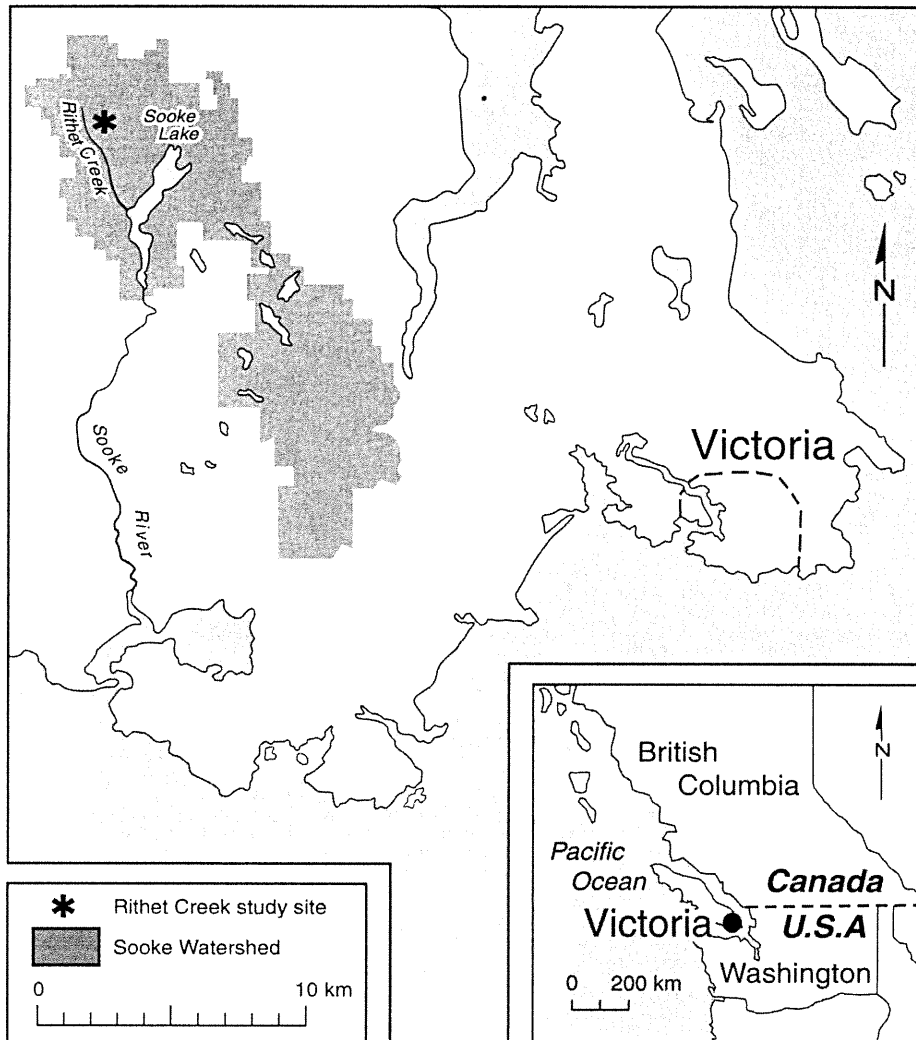 Rithet Creek
Sooke
Lake
N
Victoria
Sooke
River
Rithet Creek study site
Sooke Watershed
0 10 km
N
British
Columbia
Pacific
Ocean
Canada
Victoria
U.S.A
0 200 km
Washington